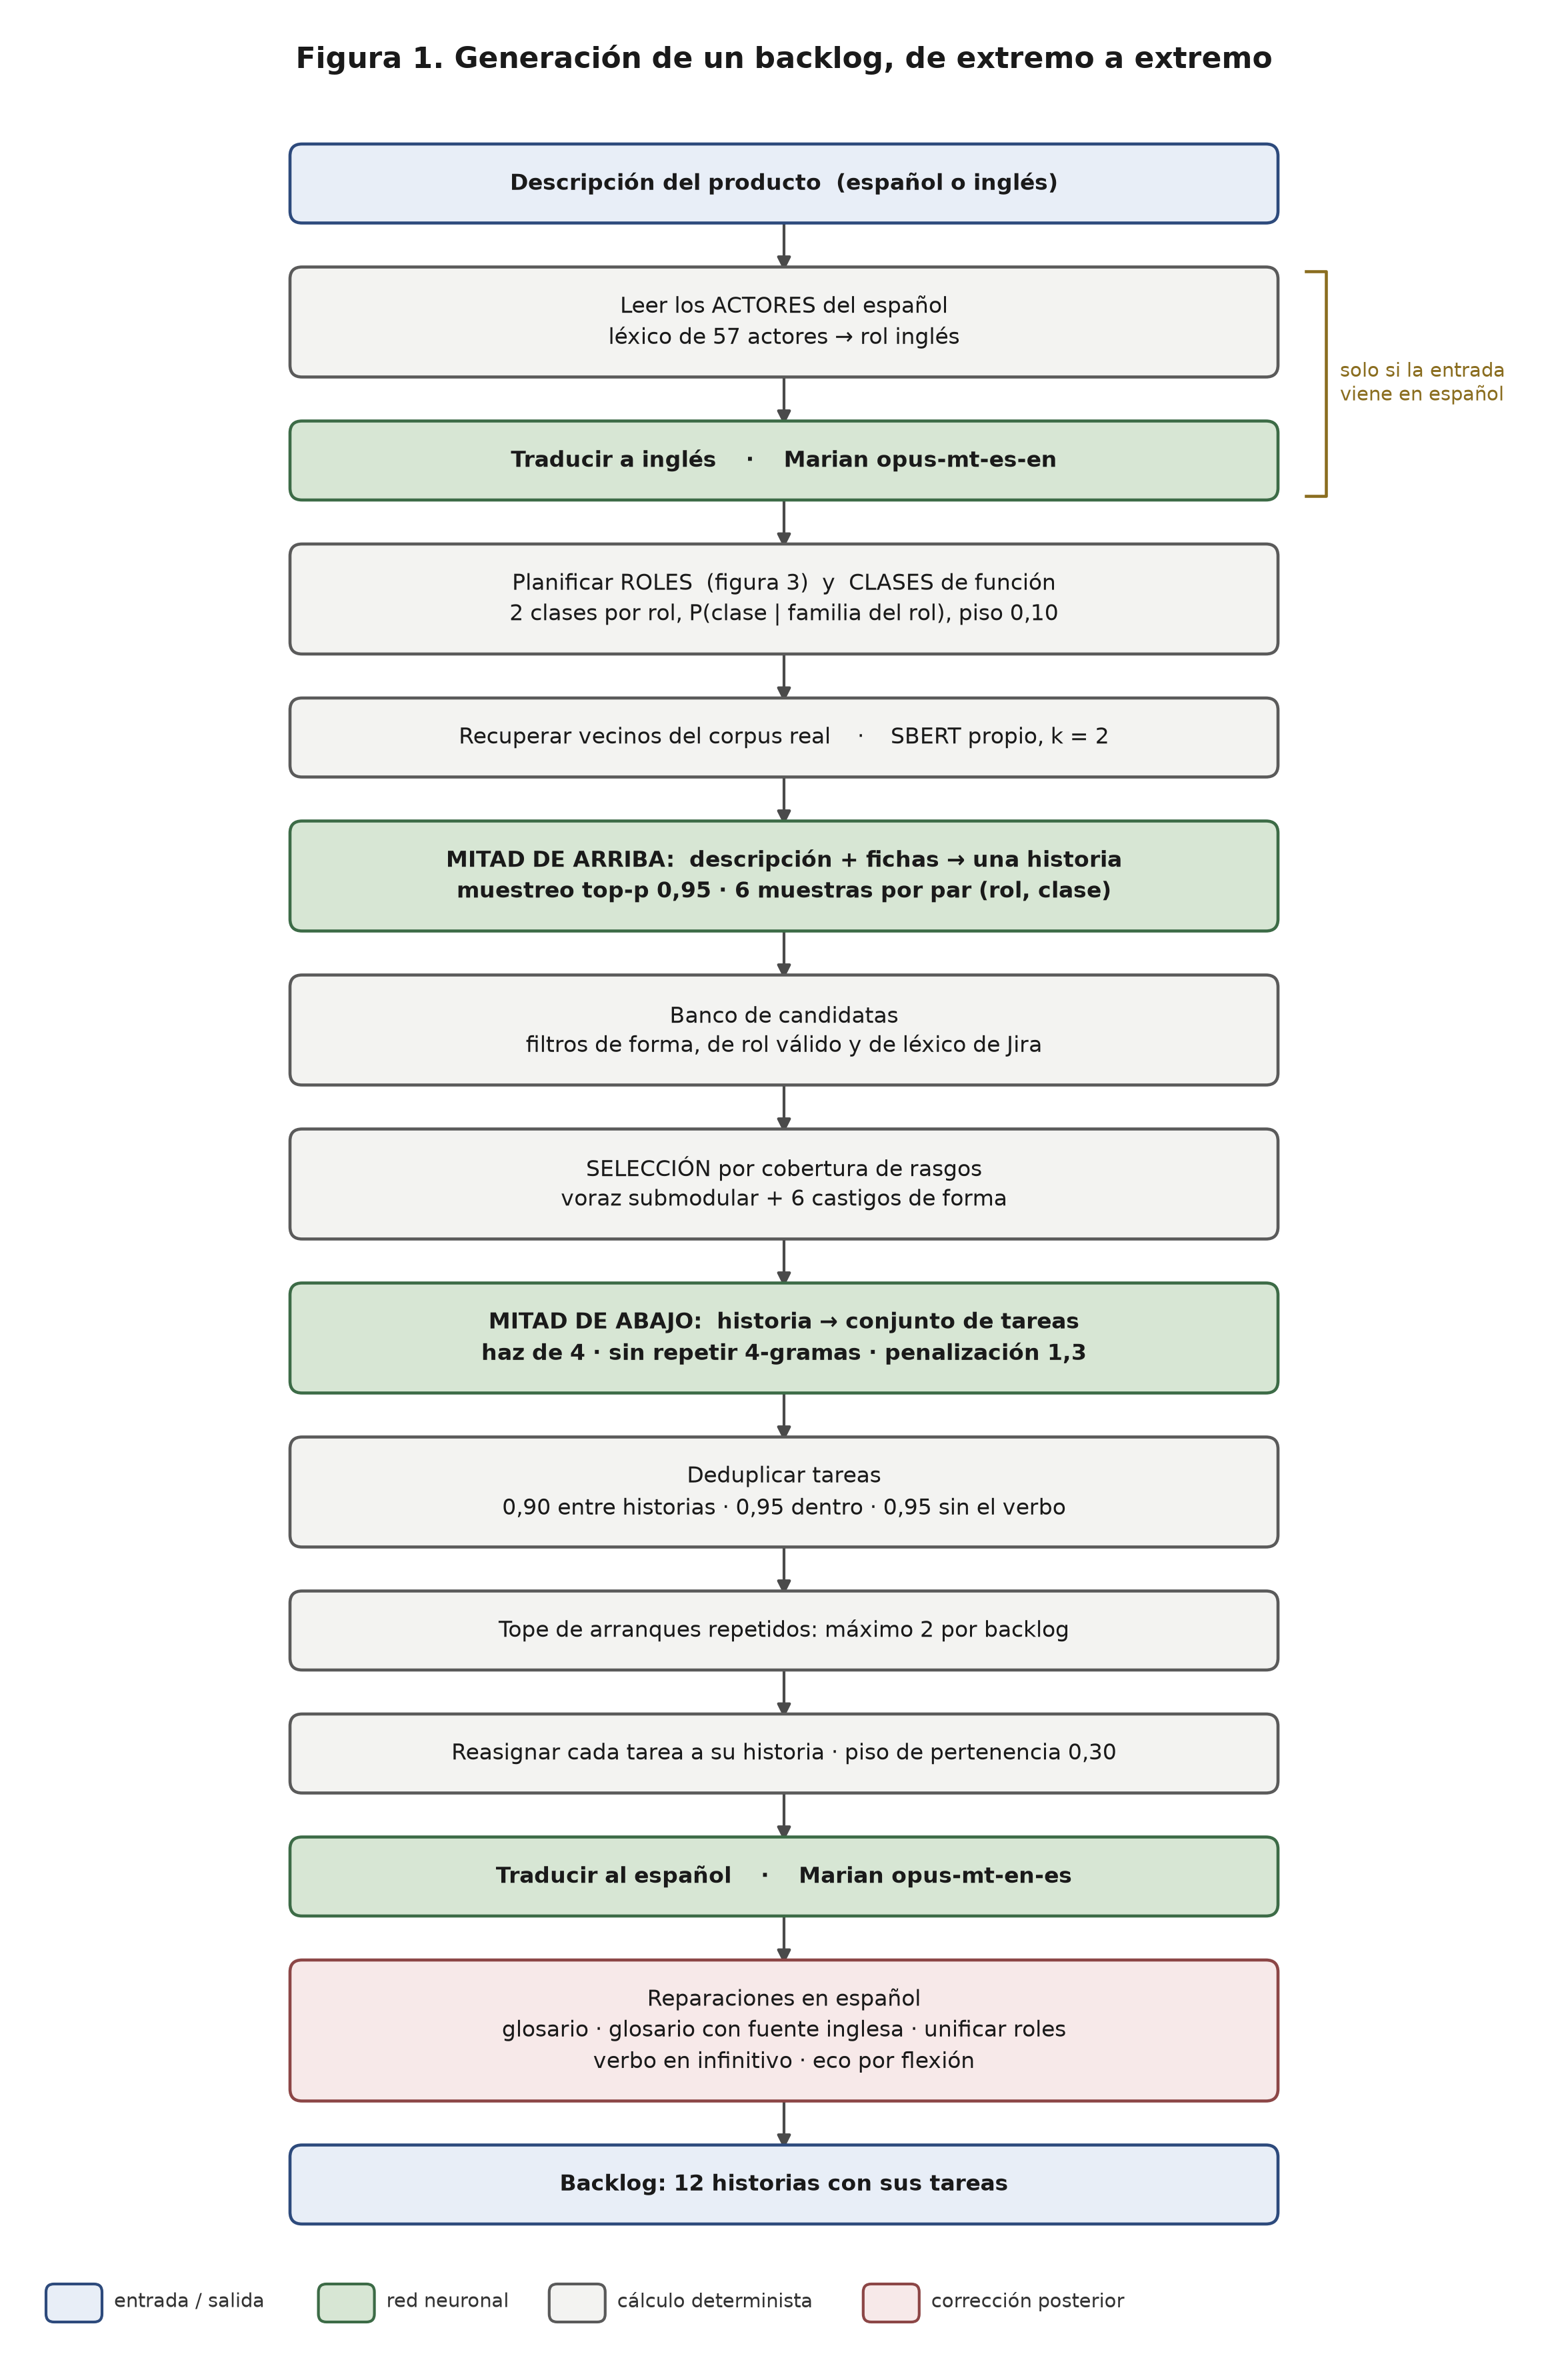 Figura 1. Generación de un backlog, de extremo a extremo
Descripción del producto (español o inglés)
Leer los ACTORES del español
léxico de 57 actores → rol inglés
solo si la entrada
viene en español
Traducir a inglés · Marian opus-mt-es-en
Planificar ROLES (figura 3) y CLASES de función
2 clases por rol, P(clase | familia del rol), piso 0,10
Recuperar vecinos del corpus real · SBERT propio, k = 2
MITAD DE ARRIBA: descripción + fichas → una historia
muestreo top-p 0,95 · 6 muestras por par (rol, clase)
Banco de candidatas
filtros de forma, de rol válido y de léxico de Jira
SELECCIÓN por cobertura de rasgos
voraz submodular + 6 castigos de forma
MITAD DE ABAJO: historia → conjunto de tareas
haz de 4 · sin repetir 4-gramas · penalización 1,3
Deduplicar tareas
0,90 entre historias · 0,95 dentro · 0,95 sin el verbo
Tope de arranques repetidos: máximo 2 por backlog
Reasignar cada tarea a su historia · piso de pertenencia 0,30
Traducir al español · Marian opus-mt-en-es
Reparaciones en español
glosario · glosario con fuente inglesa · unificar roles
verbo en infinitivo · eco por flexión
Backlog: 12 historias con sus tareas
entrada / salida
red neuronal
cálculo determinista
corrección posterior